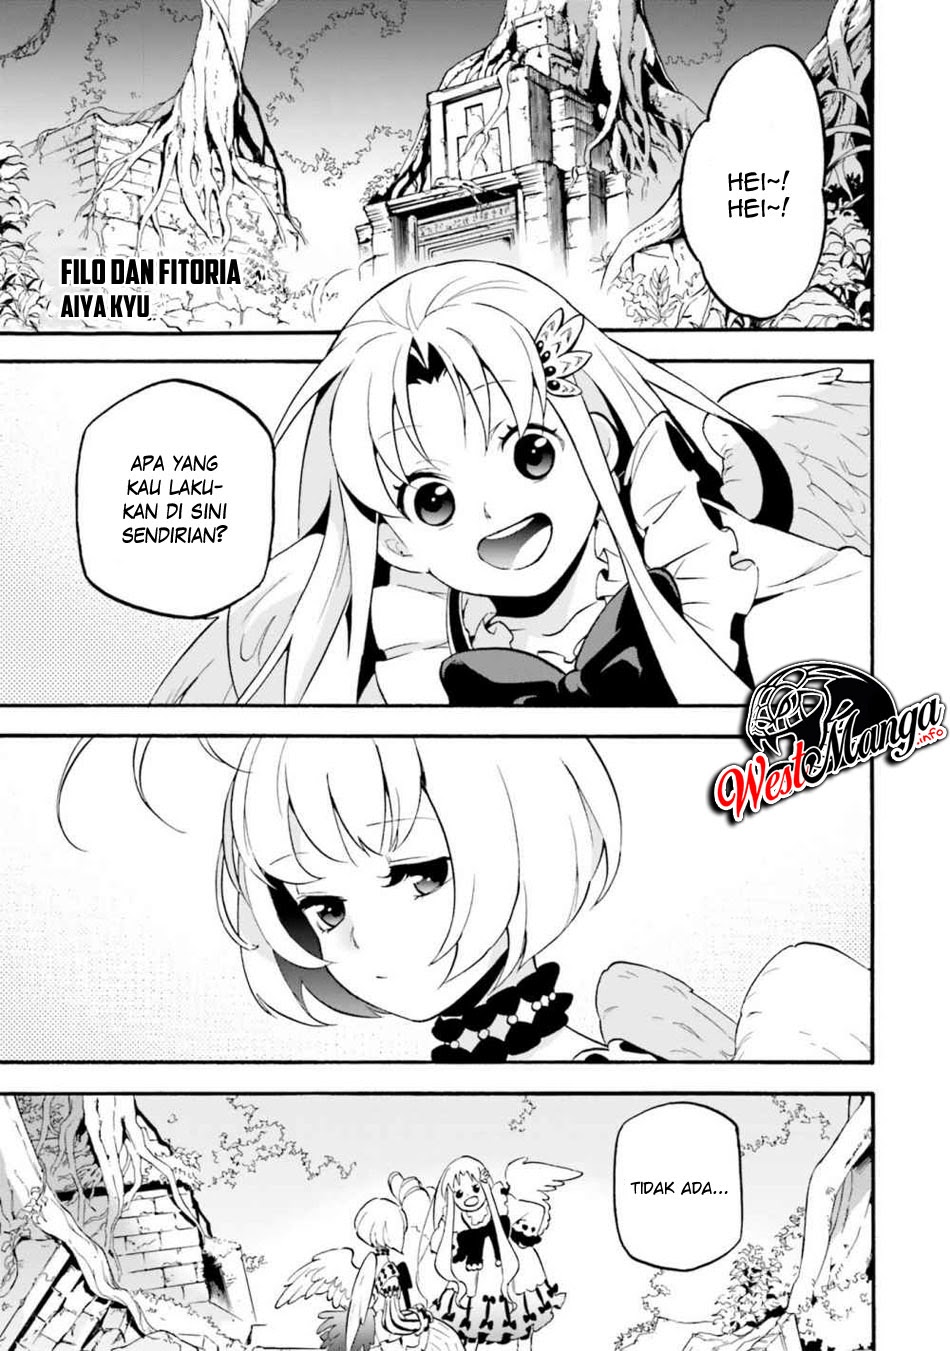 HEI~!
HEI~!
FILO DAN FITORIA
AIYA KYU
APA YANG
KAU LAKU-
KAN DI SINI
SENDIRIAN?
WestManga
.info
TIDAK ADA...